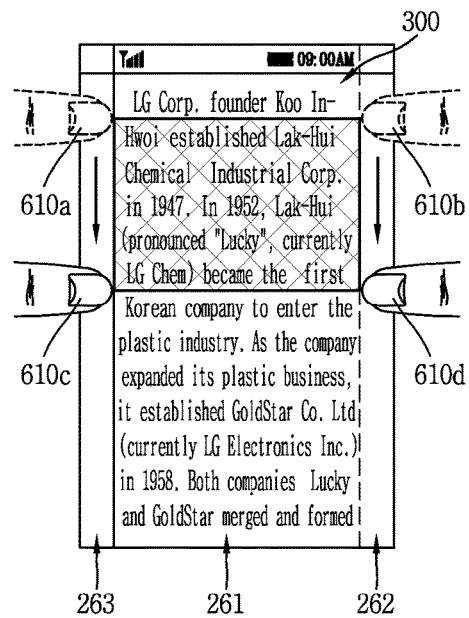 300
09:00AM
LG Corp. founder Koo In-
Hwoi established Lak-Hui
Chemical Industrial Corp.
in 1947. In 1952, Lak-Hui
(pronounced "Lucky", currently
LG Chem) became the first
Korean company to enter the
plastic industry. As the company
expanded its plastic business,
it established GoldStar Co. Ltd
(currently LG Electronics Inc.)
in 1958. Both companies Lucky
and GoldStar merged and formed
610a
610b
610c
610d
263
261
262